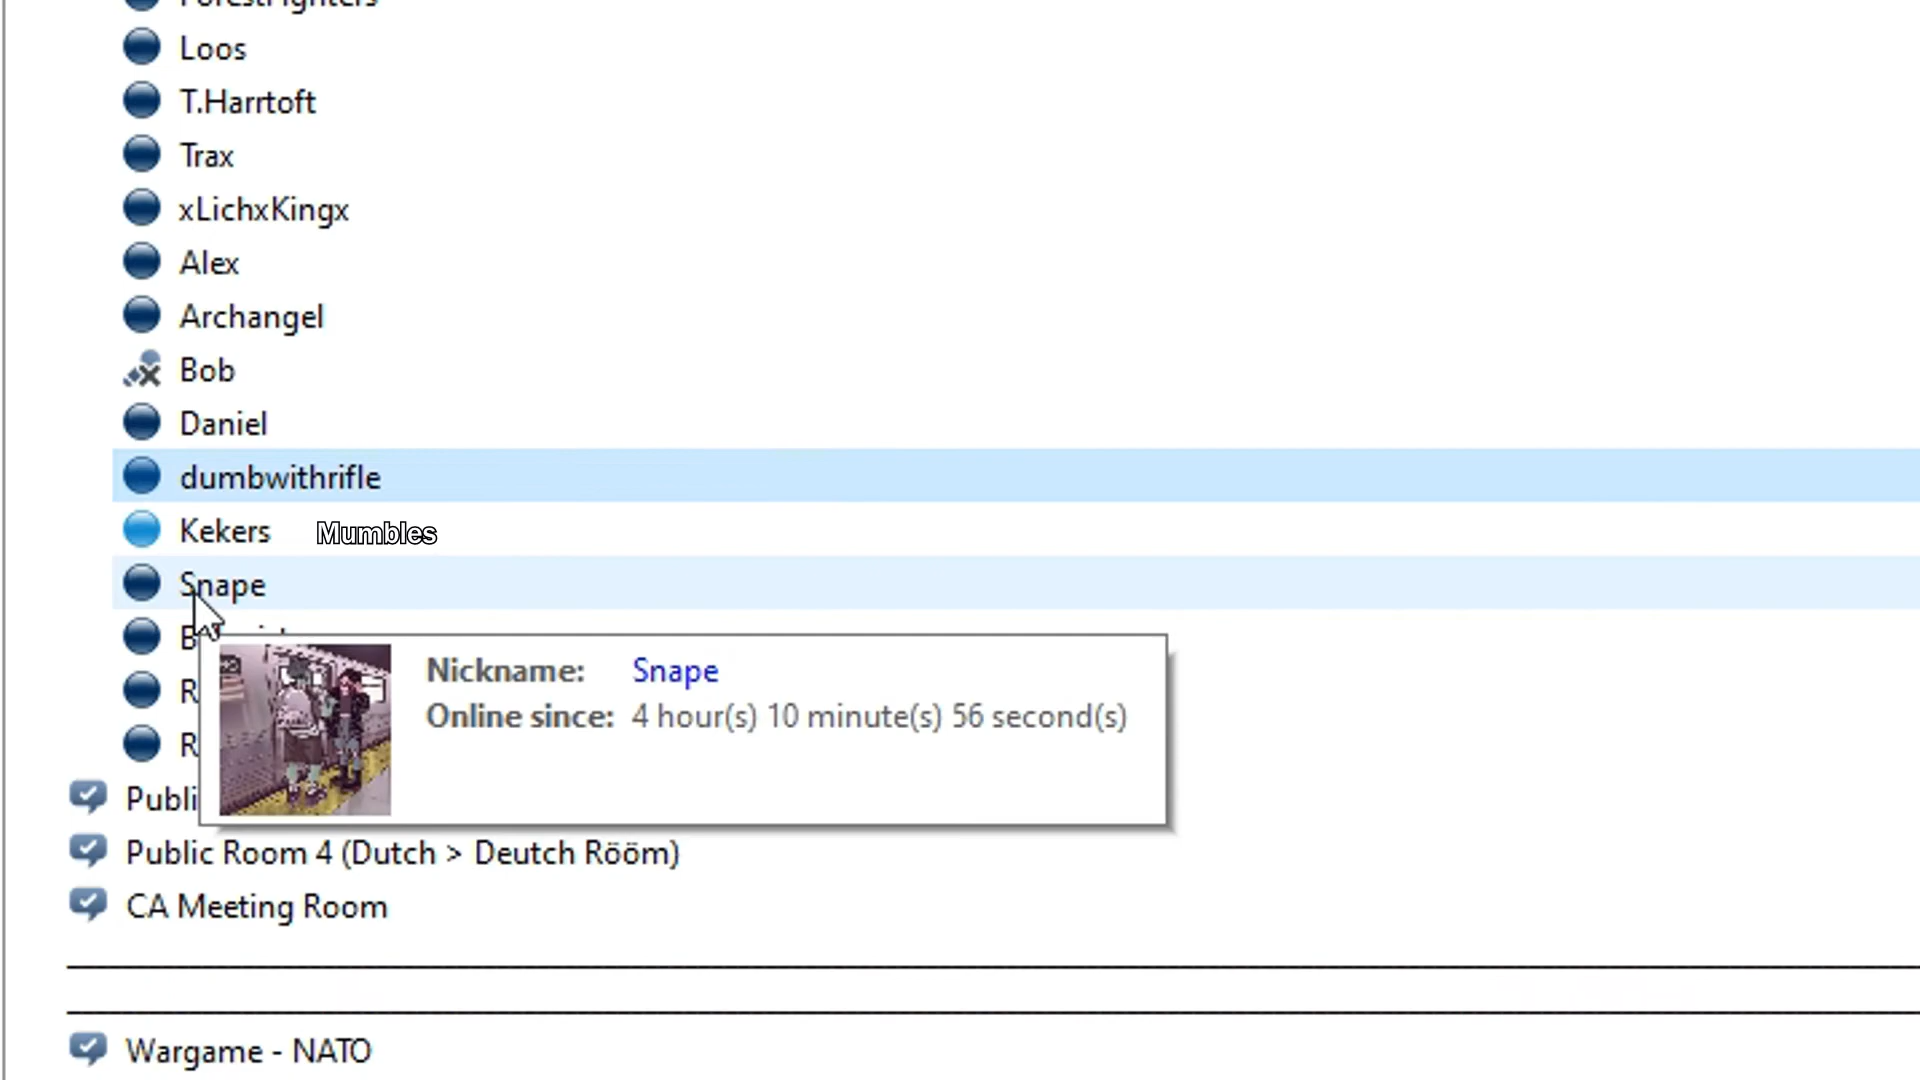 ForestFighters
Loos
T.Harrtoft
Trax
xLichxKingx
Alex
Archangel
Bob
Daniel
dumbwithrifle
Kekers Mumbles
Snape
Nickname: Snape
Online since: 4 hour(s) 10 minute(s) 56 second(s)
Public Room 4 (Dutch > Deutch Rööm)
CA Meeting Room
Wargame - NATO